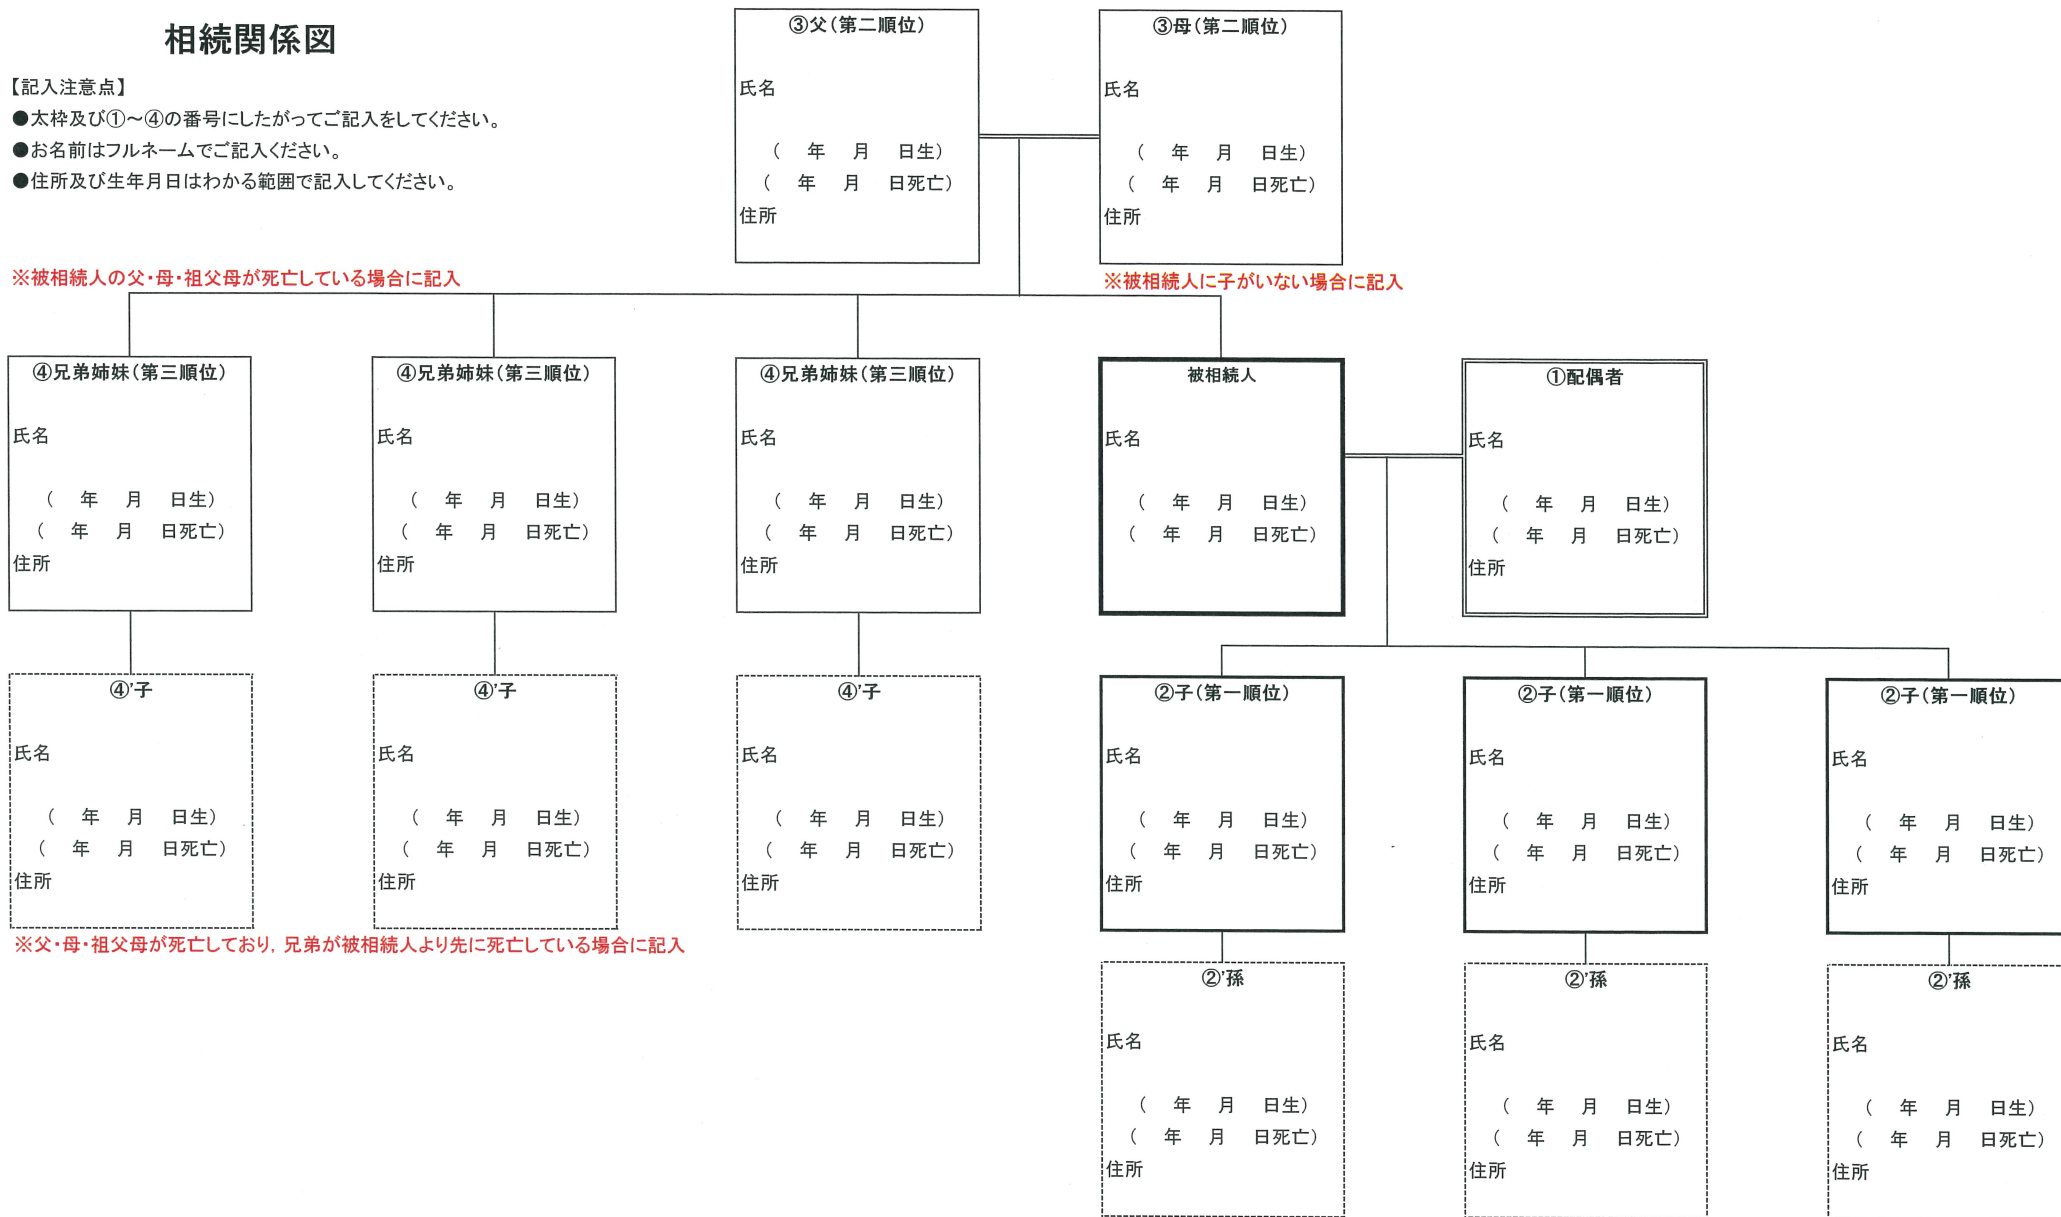 相続関係図
【記入注意点】
●太枠及び①～④の番号にしたがってご記入をしてください。
●お名前はフルネームでご記入ください。
●住所及び生年月日はわかる範囲で記入してください。
③父(第二順位)
氏名
( 年 月 日生)
( 年 月 日死亡)
住所
③母(第二順位)
氏名
( 年 月 日生)
( 年 月 日死亡)
住所
※被相続人の父・母・祖父母が死亡している場合に記入
※被相続人に子がいない場合に記入
④兄弟姉妹(第三順位)
氏名
( 年 月 日生)
( 年 月 日死亡)
住所
④兄弟姉妹(第三順位)
氏名
( 年 月 日生)
( 年 月 日死亡)
住所
④兄弟姉妹(第三順位)
氏名
( 年 月 日生)
( 年 月 日死亡)
住所
被相続人
氏名
( 年 月 日生)
( 年 月 日死亡)
①配偶者
氏名
( 年 月 日生)
( 年 月 日死亡)
住所
④'子
氏名
( 年 月 日生)
( 年 月 日死亡)
住所
④'子
氏名
( 年 月 日生)
( 年 月 日死亡)
住所
④'子
氏名
( 年 月 日生)
( 年 月 日死亡)
住所
②子(第一順位)
氏名
( 年 月 日生)
( 年 月 日死亡)
住所
②子(第一順位)
氏名
( 年 月 日生)
( 年 月 日死亡)
住所
②子(第一順位)
氏名
( 年 月 日生)
( 年 月 日死亡)
住所
※父・母・祖父母が死亡しており, 兄弟が被相続人より先に死亡している場合に記入
②'孫
氏名
( 年 月 日生)
( 年 月 日死亡)
住所
②'孫
氏名
( 年 月 日生)
( 年 月 日死亡)
住所
②'孫
氏名
( 年 月 日生)
( 年 月 日死亡)
住所